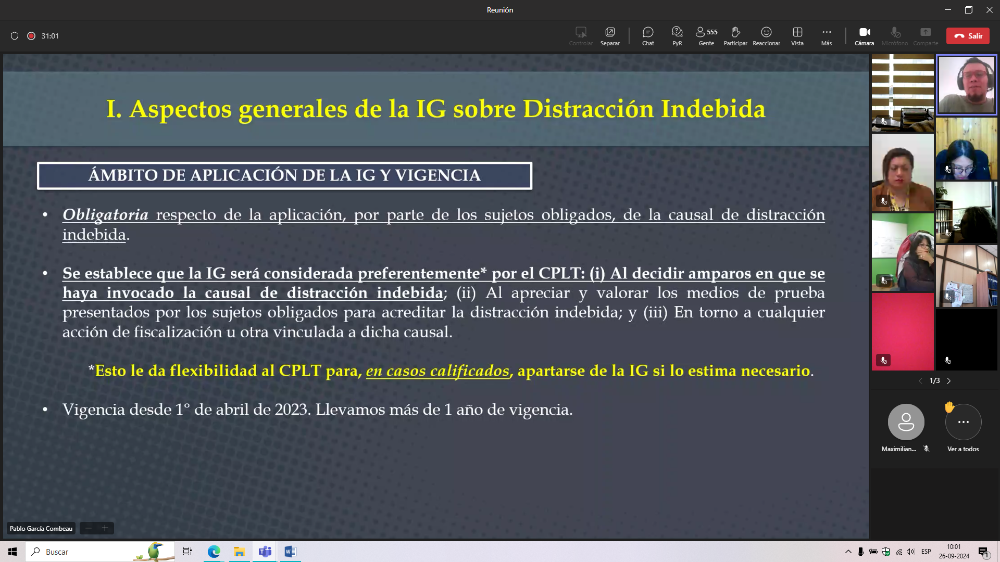 Reunión
31:01
Controlar
Separar
Chat
PyR
555
Gente
Participar
Reaccionar
Vista
Más
Cámara
Micrófono
Comparte
Salir
I. Aspectos generales de la IG sobre Distracción Indebida
ÁMBITO DE APLICACIÓN DE LA IG Y VIGENCIA
• Obligatoria respecto de la aplicación, por parte de los sujetos obligados, de la causal de distracción
indebida.
• Se establece que la IG será considerada preferentemente* por el CPLT: (i) Al decidir amparos en que se
haya invocado la causal de distracción indebida; (ii) Al apreciar y valorar los medios de prueba
presentados por los sujetos obligados para acreditar la distracción indebida; y (iii) En torno a cualquier
acción de fiscalización u otra vinculada a dicha causal.
*Esto le da flexibilidad al CPLT para, en casos calificados, apartarse de la IG si lo estima necesario.
• Vigencia desde 1° de abril de 2023. Llevamos más de 1 año de vigencia.
1/3
Maximilian...
Ver a todos
Pablo García Combeau
Buscar
ESP
10:01
26-09-2024
1